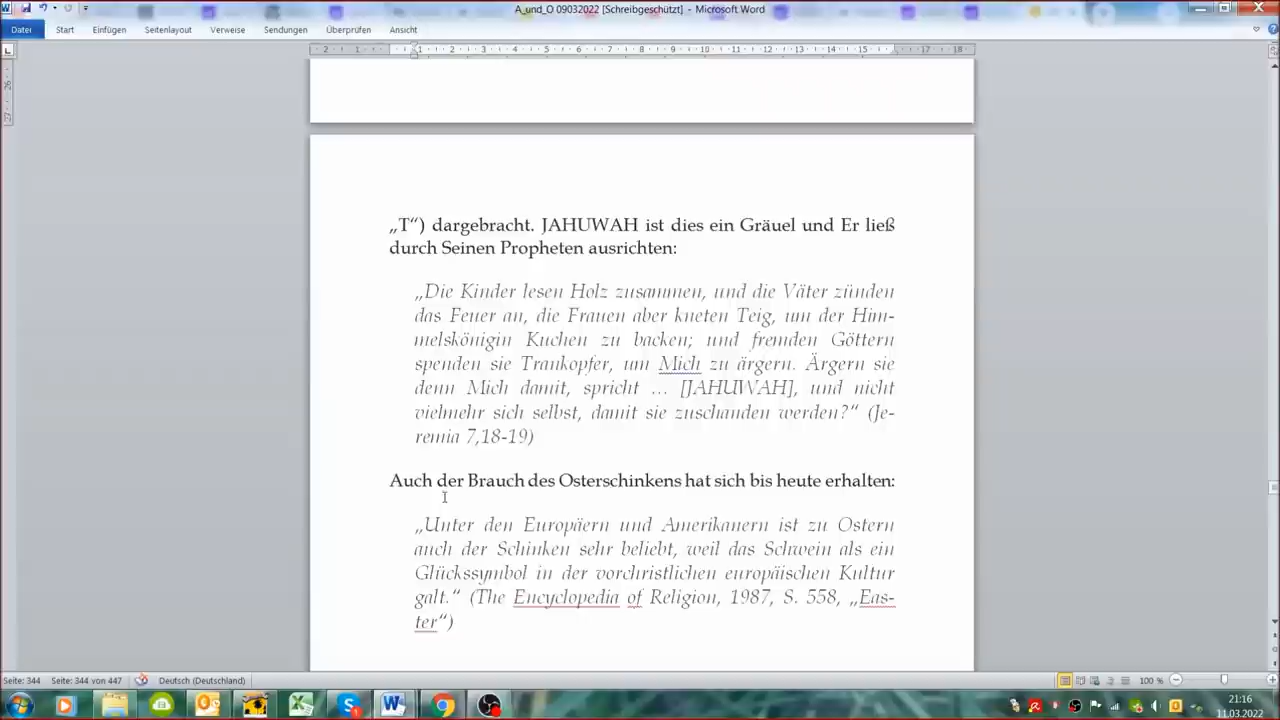 A_und_O 09032022 [Schreibgeschützt] - Microsoft Word
Datei Start Einfügen Seitenlayout Verweise Sendungen Überprüfen Ansicht
„T“) dargebracht. JAHUWAH ist dies ein Gräuel und Er ließ
durch Seinen Propheten ausrichten:
„Die Kinder lesen Holz zusammen, und die Väter zünden
das Feuer an, die Frauen aber kneten Teig, um der Him-
melskönigin Kuchen zu backen; und fremden Göttern
spenden sie Trankopfer, um Mich zu ärgern. Ärgern sie
denn Mich damit, spricht … [JAHUWAH], und nicht
vielmehr sich selbst, damit sie zuschanden werden?“ (Je-
remia 7,18-19)
Auch der Brauch des Osterschinkens hat sich bis heute erhalten:
„Unter den Europäern und Amerikanern ist zu Ostern
auch der Schinken sehr beliebt, weil das Schwein als ein
Glückssymbol in der vorchristlichen europäischen Kultur
galt.“ (The Encyclopedia of Religion, 1987, S. 558, „Eas-
ter“)
Seite: 344 Seite: 344 von 447 Deutsch (Deutschland) 100 %
21:16
11.03.2022